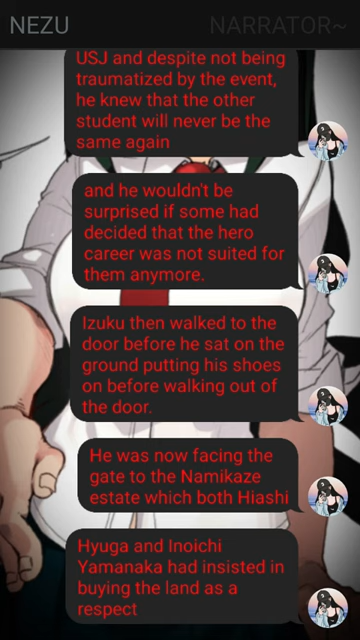 NEZU
NARRATOR~
USJ and despite not being
traumatized by the event,
he knew that the other
student will never be the
same again
and he wouldn't be
surprised if some had
decided that the hero
career was not suited for
them anymore.
Izuku then walked to the
door before he sat on the
ground putting his shoes
on before walking out of
the door.
He was now facing the
gate to the Namikaze
estate which both Hiashi
Hyuga and Inoichi
Yamanaka had insisted in
buying the land as a
respect